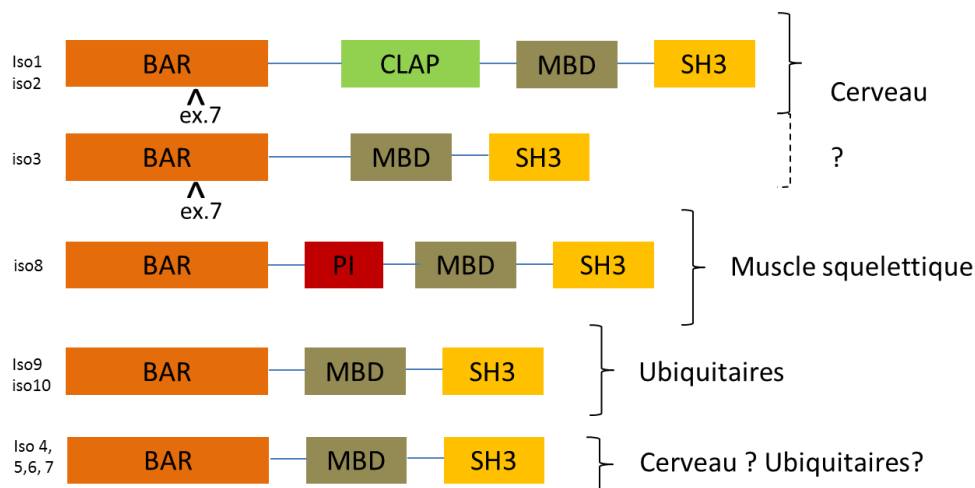 Iso1
iso2
BAR
CLAP
MBD
SH3
^
ex.7
Cerveau
iso3
BAR
MBD
SH3
?
^
ex.7
iso8
BAR
PI
MBD
SH3
Muscle squelettique
Iso9
iso10
BAR
MBD
SH3
Ubiquitaires
Iso 4,
5,6, 7
BAR
MBD
SH3
Cerveau ? Ubiquitaires?